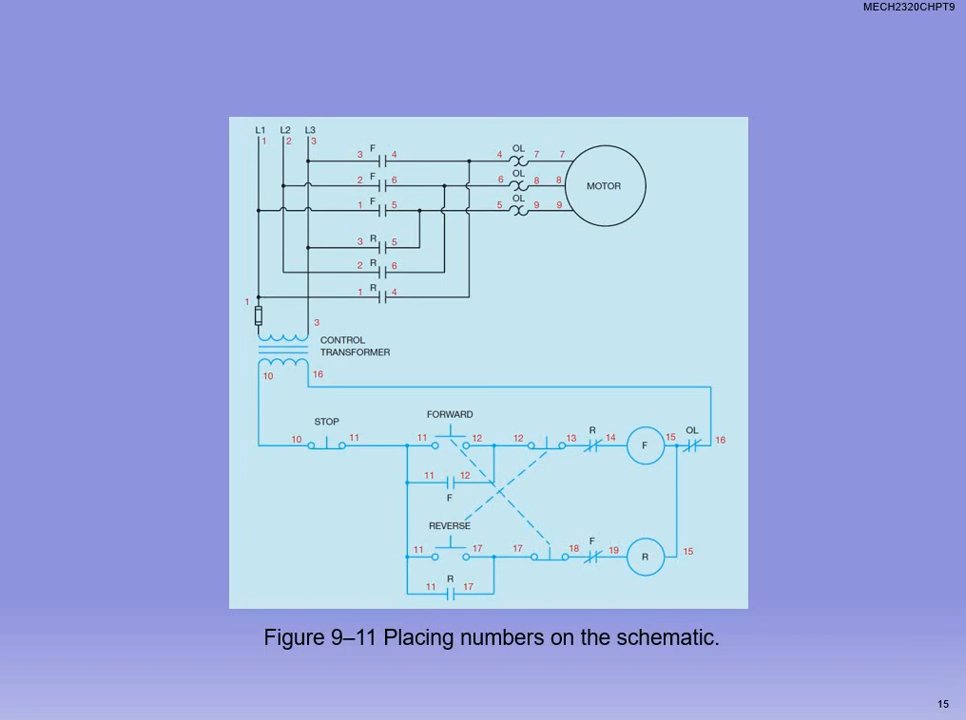 MECH2320CHPT9
L1 L2 L3
1 2 3
F
3 4
OL
4 7 7
F
2 6
OL
6 8 8
MOTOR
F
1 5
OL
5 9 9
R
3 5
R
2 6
R
1 4
1
3
CONTROL
TRANSFORMER
10 16
FORWARD
STOP
R
OL
10 11 11 12 12 13 14 F 15 16
11 12
F
REVERSE
F
11 17 17 18 19 R 15
R
11 17
Figure 9–11 Placing numbers on the schematic.
15